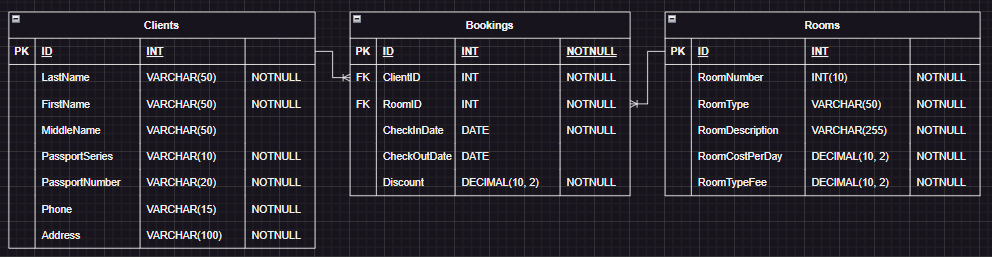 Clients
PK ID INT
LastName VARCHAR(50) NOTNULL
FirstName VARCHAR(50) NOTNULL
MiddleName VARCHAR(50)
PassportSeries VARCHAR(10) NOTNULL
PassportNumber VARCHAR(20) NOTNULL
Phone VARCHAR(15) NOTNULL
Address VARCHAR(100) NOTNULL
Bookings
PK ID INT NOTNULL
FK ClientID INT NOTNULL
FK RoomID INT NOTNULL
CheckInDate DATE NOTNULL
CheckOutDate DATE
Discount DECIMAL(10, 2) NOTNULL
Rooms
PK ID INT
RoomNumber INT(10) NOTNULL
RoomType VARCHAR(50) NOTNULL
RoomDescription VARCHAR(255) NOTNULL
RoomCostPerDay DECIMAL(10, 2) NOTNULL
RoomTypeFee DECIMAL(10, 2) NOTNULL